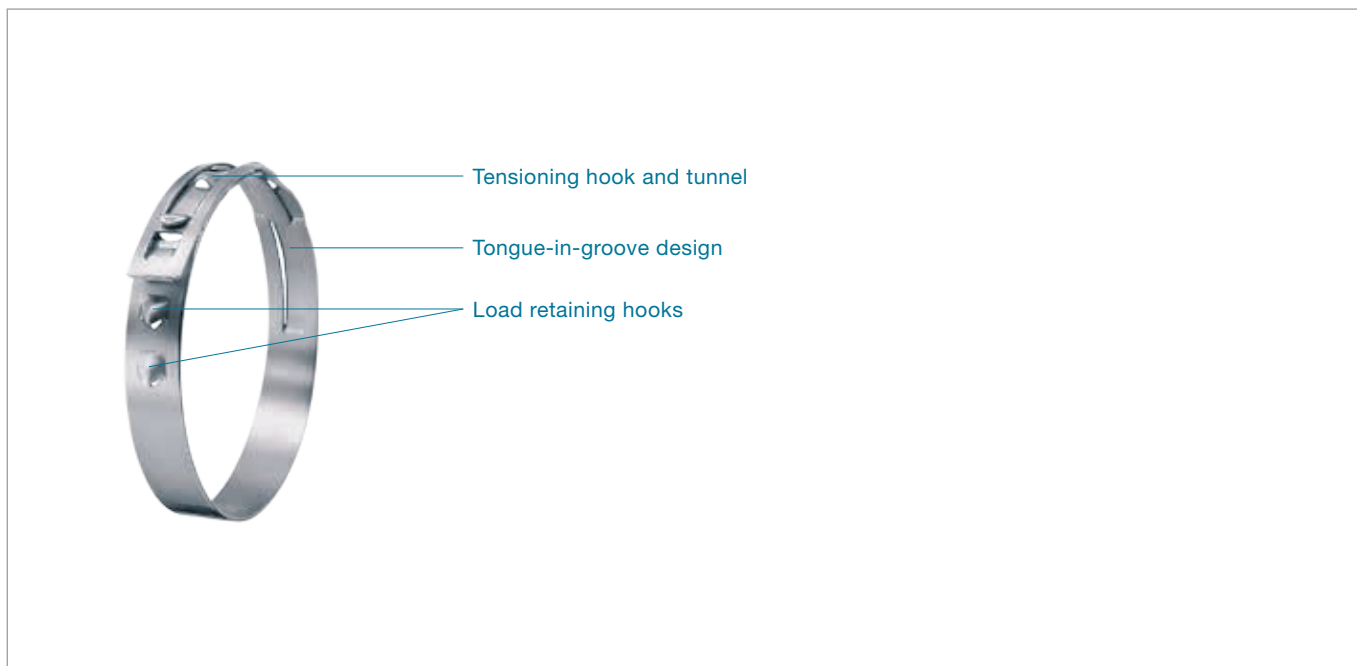 Tensioning hook and tunnel
Tongue-in-groove design
Load retaining hooks